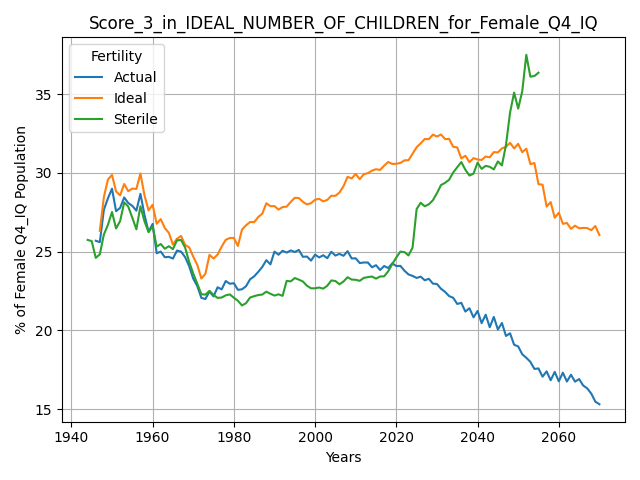 Score_3_in_IDEAL_NUMBER_OF_CHILDREN_for_Female_Q4_IQ
Fertility
Actual
Ideal
Sterile
% of Female Q4_IQ Population
35
30
25
20
15
1940
1960
1980
2000
2020
2040
2060
Years